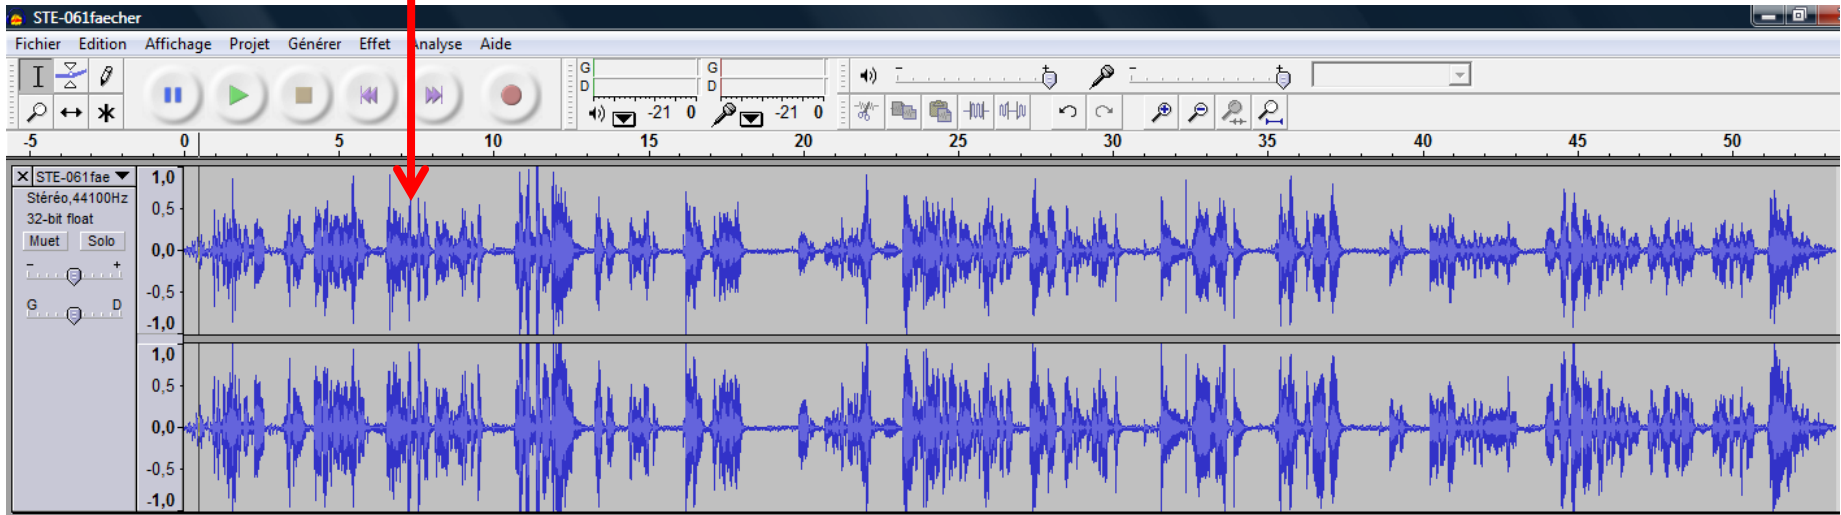 STE-061faecher
Fichier Edition Affichage Projet Générer Effet Analyse Aide
G G
D D
-21 0 -21 0
-5 0 5 10 15 20 25 30 35 40 45 50
STE-061fae
Stéréo,44100Hz
32-bit float
Muet Solo
- +
G D
1,0
0,5
0,0
-0,5
-1,0
1,0
0,5
0,0
-0,5
-1,0